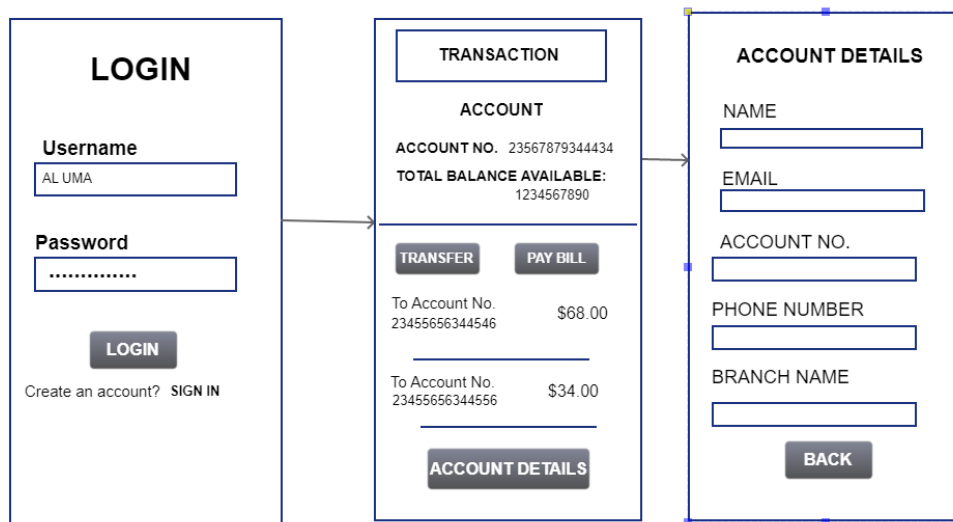 LOGIN
Username
AL UMA
Password
••••••••••••••
LOGIN
Create an account? SIGN IN
TRANSACTION
ACCOUNT
ACCOUNT NO. 23567879344434
TOTAL BALANCE AVAILABLE:
1234567890
TRANSFER PAY BILL
To Account No.
23455656344546
$68.00
To Account No.
23455656344556
$34.00
ACCOUNT DETAILS
ACCOUNT DETAILS
NAME
EMAIL
ACCOUNT NO.
PHONE NUMBER
BRANCH NAME
BACK